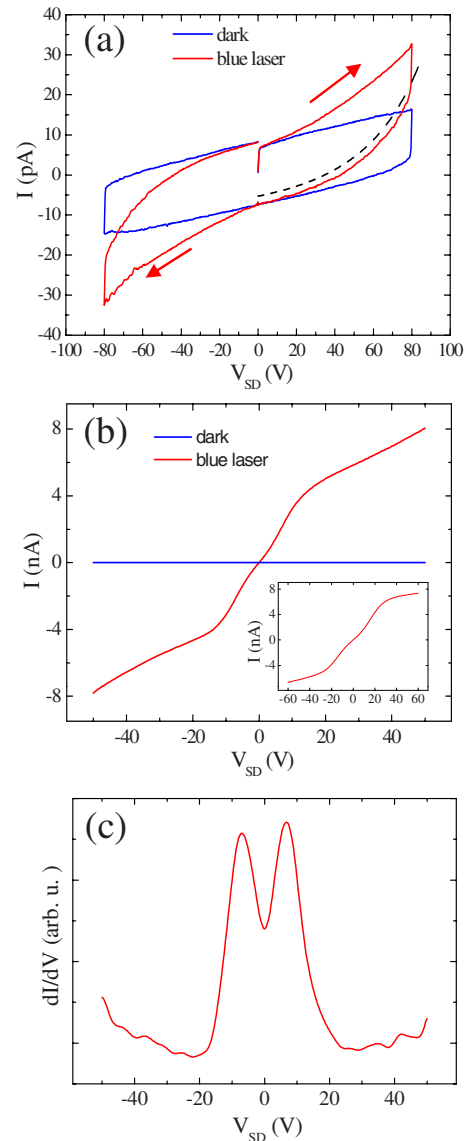 (a)
dark
blue laser
I (pA)
40
30
20
10
0
-10
-20
-30
-40
-100 -80 -60 -40 -20 0 20 40 60 80 100
V_SD (V)
(b)
dark
blue laser
I (nA)
8
4
0
-4
-8
-40 -20 0 20 40
V_SD (V)
I (nA)
8
4
0
-4
-60 -40 -20 0 20 40 60
V_SD (V)
(c)
dI/dV (arb. u.)
-40 -20 0 20 40
V_SD (V)